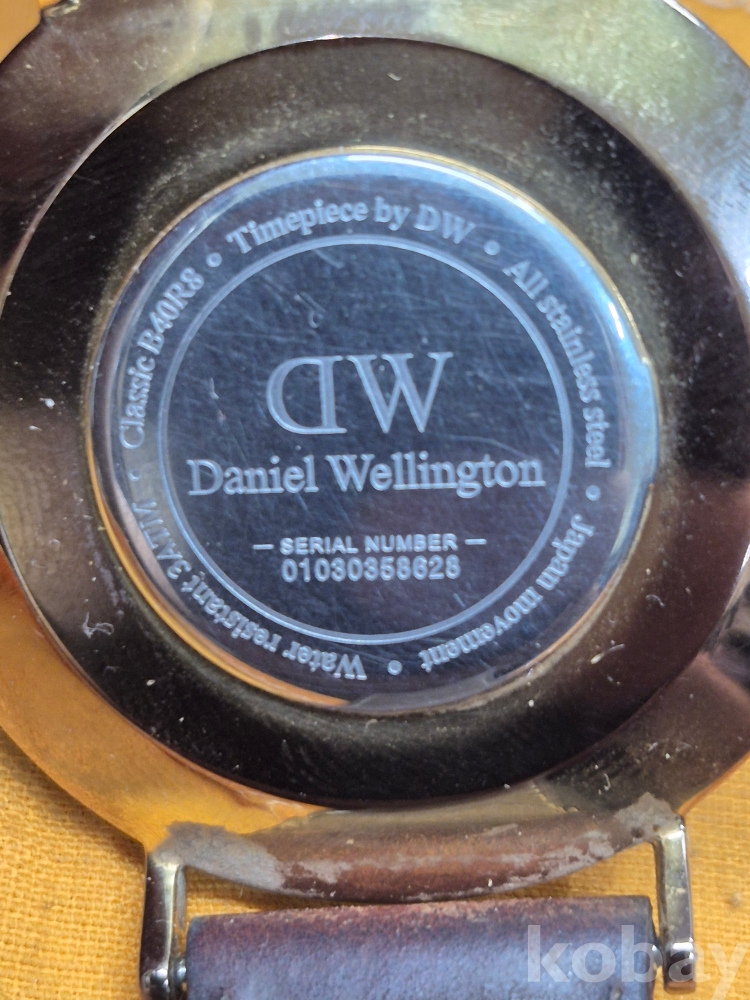 Classic B40R8 • Timepiece by DW • All stainless steel • Japan movement • Water resistant 3ATM •
DW
Daniel Wellington
– SERIAL NUMBER –
01030358628
kobay